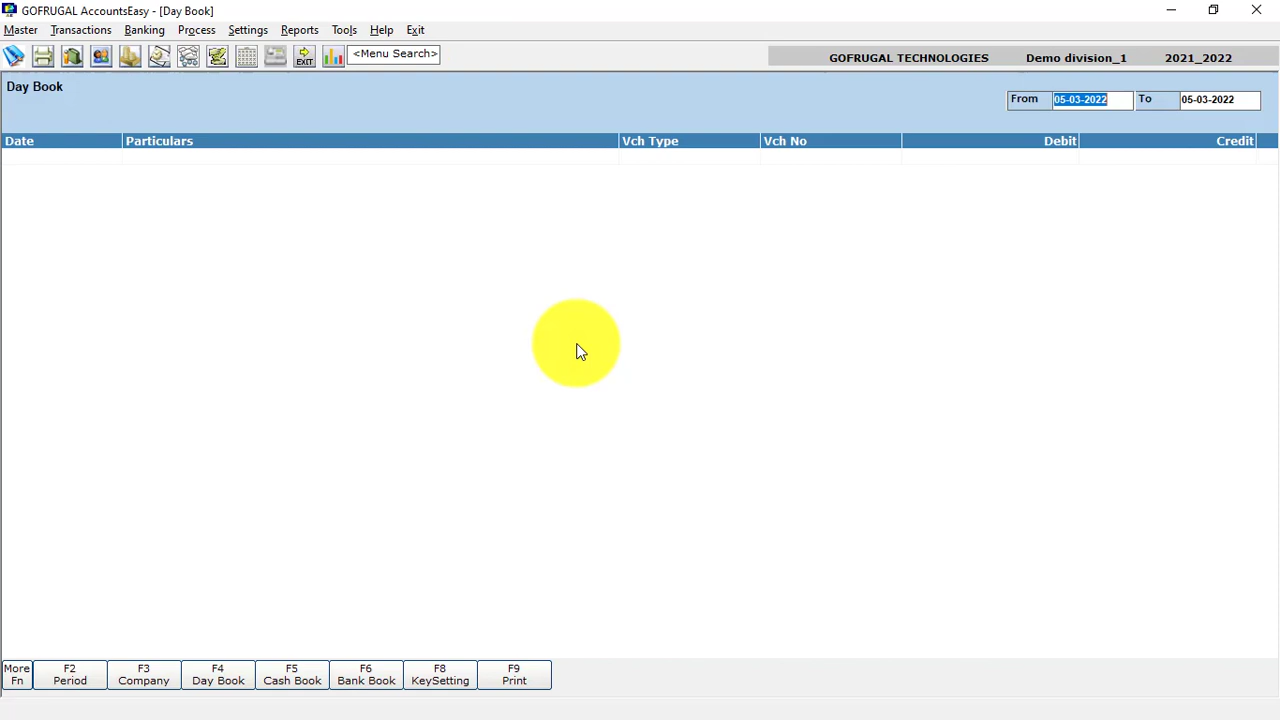 GOFRUGAL AccountsEasy - [Day Book]
Master Transactions Banking Process Settings Reports Tools Help Exit
EXIT <Menu Search> GOFRUGAL TECHNOLOGIES Demo division_1 2021_2022
Day Book
From 05-03-2022 To 05-03-2022
Date Particulars Vch Type Vch No Debit Credit
More F2 F3 F4 F5 F6 F8 F9
Fn Period Company Day Book Cash Book Bank Book KeySetting Print